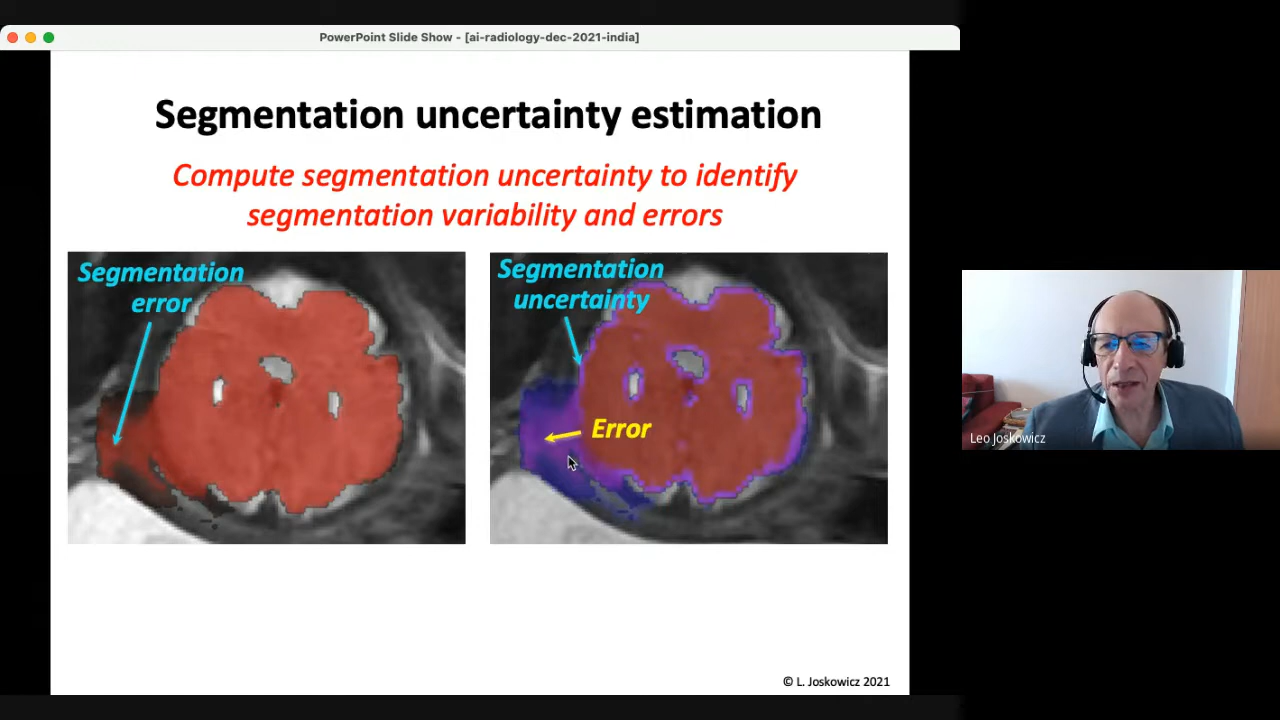 PowerPoint Slide Show - [ai-radiology-dec-2021-india]
Segmentation uncertainty estimation
Compute segmentation uncertainty to identify
segmentation variability and errors
Segmentation
error
Segmentation
uncertainty
Error
Leo Joskowicz
© L. Joskowicz 2021